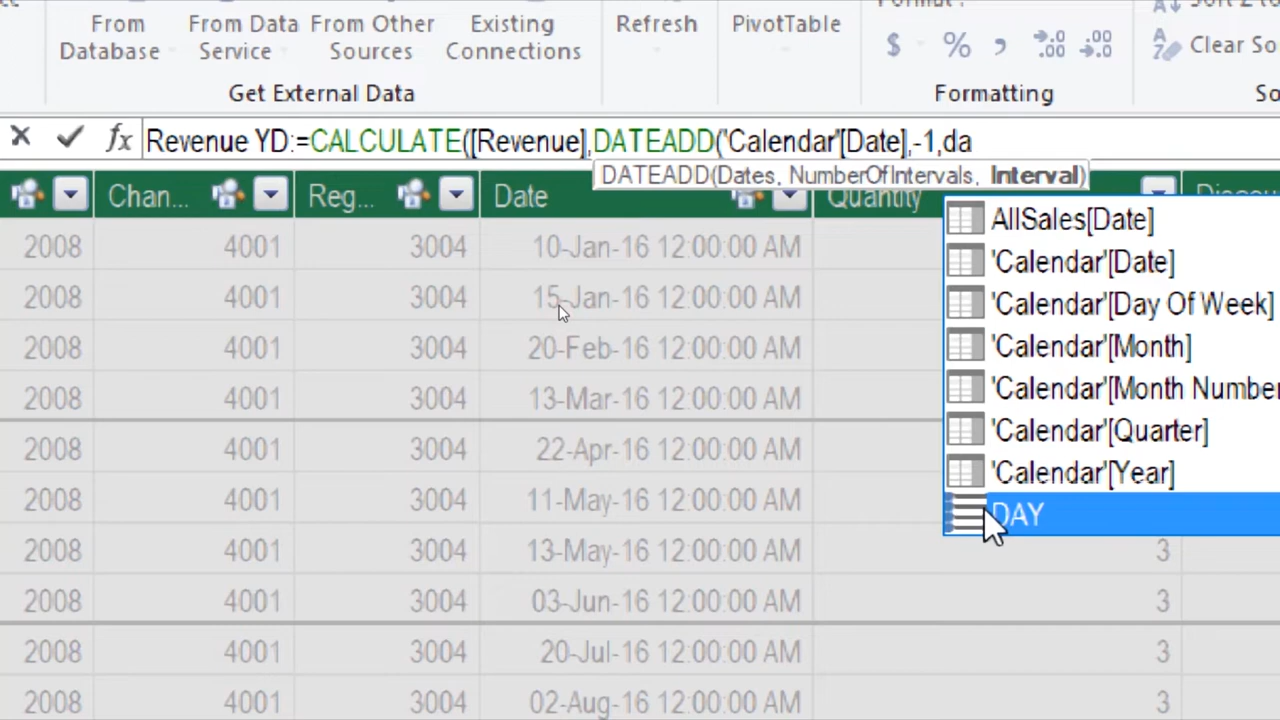 From From Data From Other Existing Refresh PivotTable
Database Service Sources Connections $ % , Clear So
Get External Data Formatting So
fx Revenue YD:=CALCULATE([Revenue],DATEADD('Calendar'[Date],-1,da
DATEADD(Dates, NumberOfIntervals, Interval)
Chan... Reg... Date Quantity Discou
AllSales[Date]
2008 4001 3004 10-Jan-16 12:00:00 AM
'Calendar'[Date]
2008 4001 3004 15-Jan-16 12:00:00 AM
'Calendar'[Day Of Week]
2008 4001 3004 20-Feb-16 12:00:00 AM
'Calendar'[Month]
2008 4001 3004 13-Mar-16 12:00:00 AM
'Calendar'[Month Number
2008 4001 3004 22-Apr-16 12:00:00 AM
'Calendar'[Quarter]
2008 4001 3004 11-May-16 12:00:00 AM
'Calendar'[Year]
DAY
2008 4001 3004 13-May-16 12:00:00 AM 3
2008 4001 3004 03-Jun-16 12:00:00 AM 3
2008 4001 3004 20-Jul-16 12:00:00 AM 3
2008 4001 3004 02-Aug-16 12:00:00 AM 3